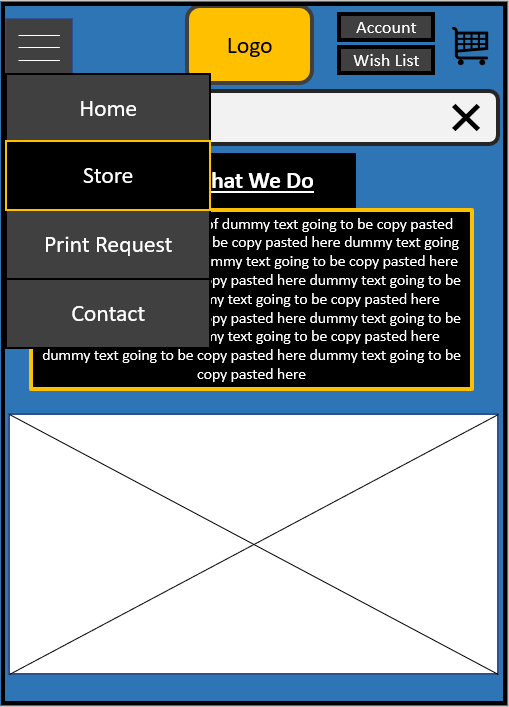 Logo
Account
Wish List
Home
Store
Print Request
Contact
hat We Do
of dummy text going to be copy pasted
be copy pasted here dummy text going
text going to be copy pasted here
pasted here dummy text going to be
text going to be copy pasted here
pasted here dummy text going to be
text going to be copy pasted here
dummy text going to be copy pasted here dummy text going to be
copy pasted here